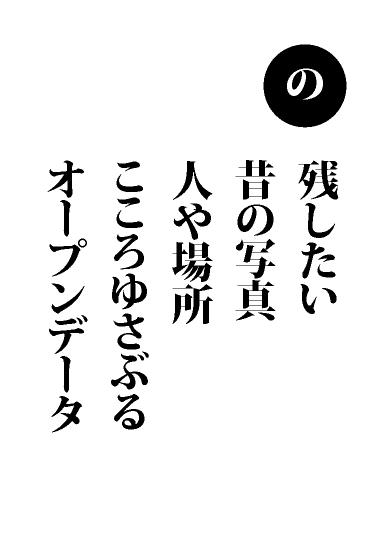 の
残したい
昔の写真
人や場所
こころゆさぶる
オープンデータ